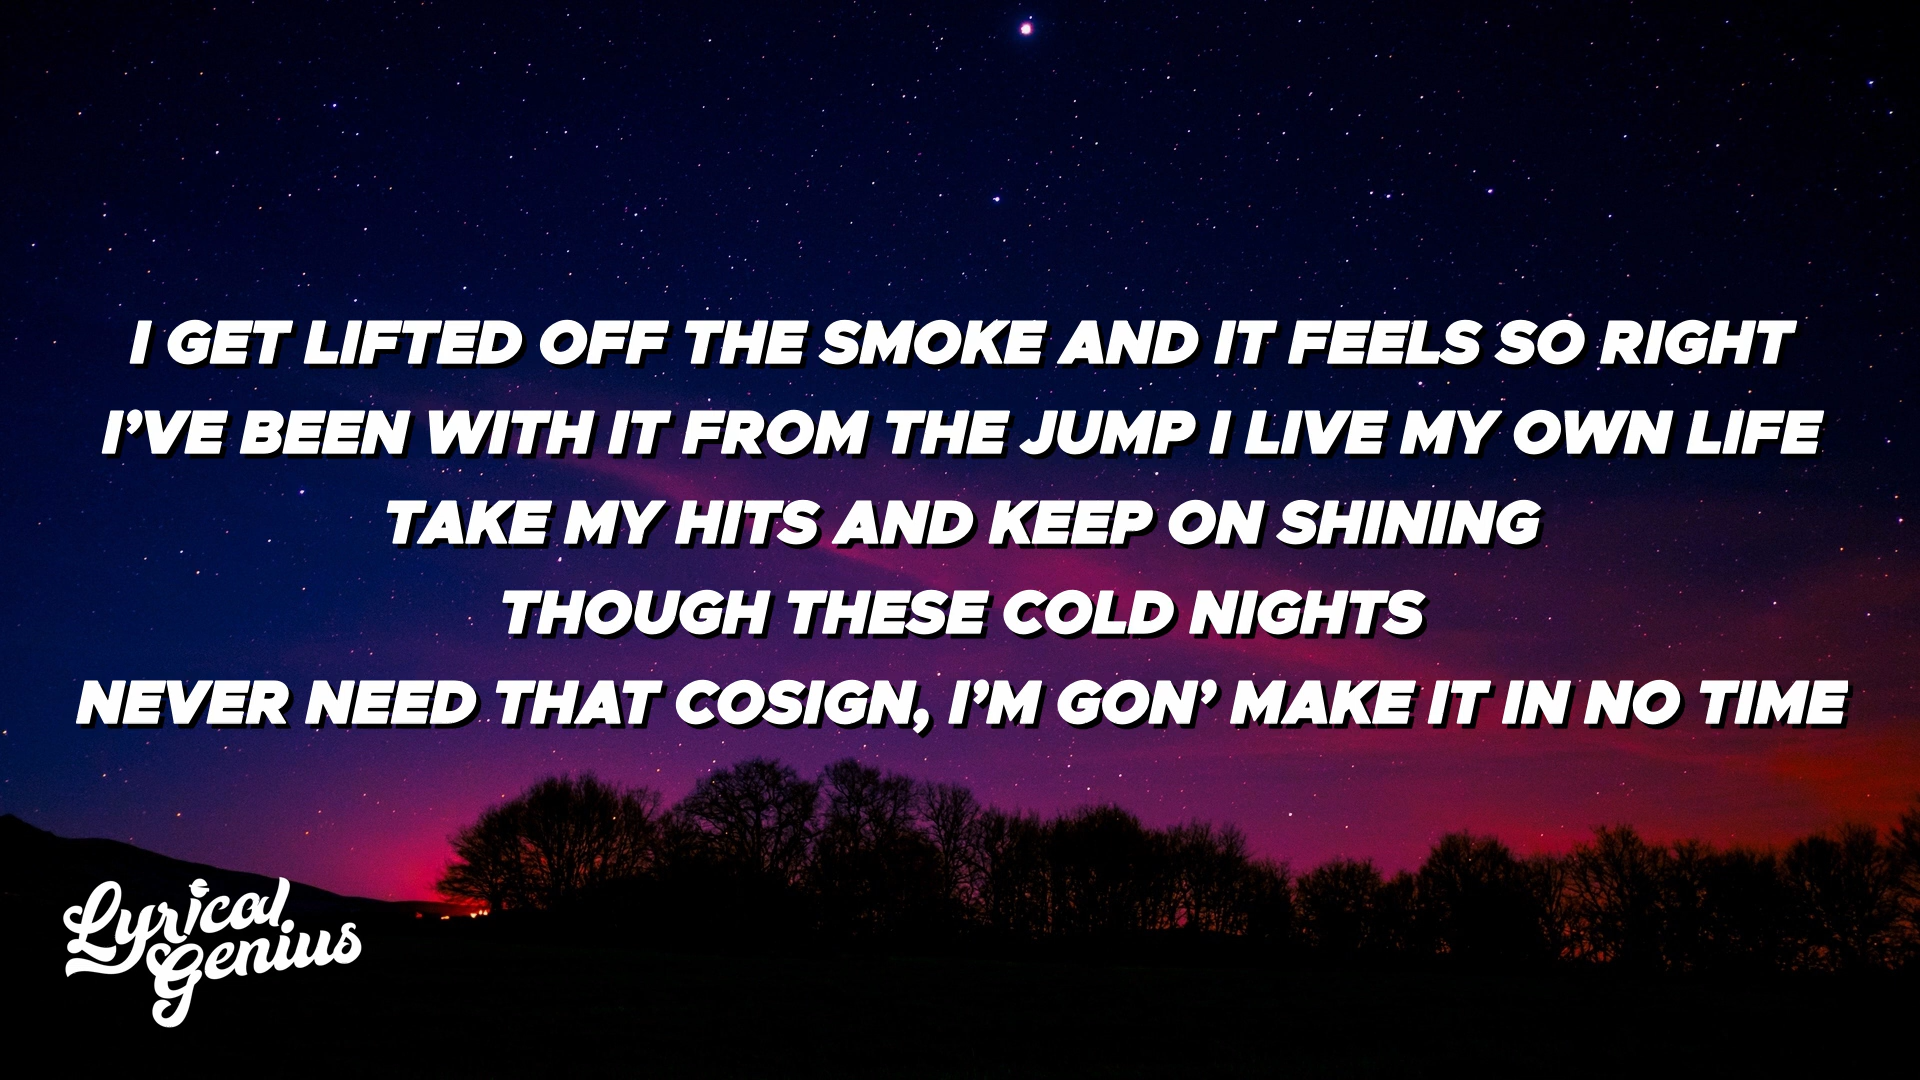 I GET LIFTED OFF THE SMOKE AND IT FEELS SO RIGHT
I’VE BEEN WITH IT FROM THE JUMP I LIVE MY OWN LIFE
TAKE MY HITS AND KEEP ON SHINING
THOUGH THESE COLD NIGHTS
NEVER NEED THAT COSIGN, I’M GON’ MAKE IT IN NO TIME
Lyrical
Genius